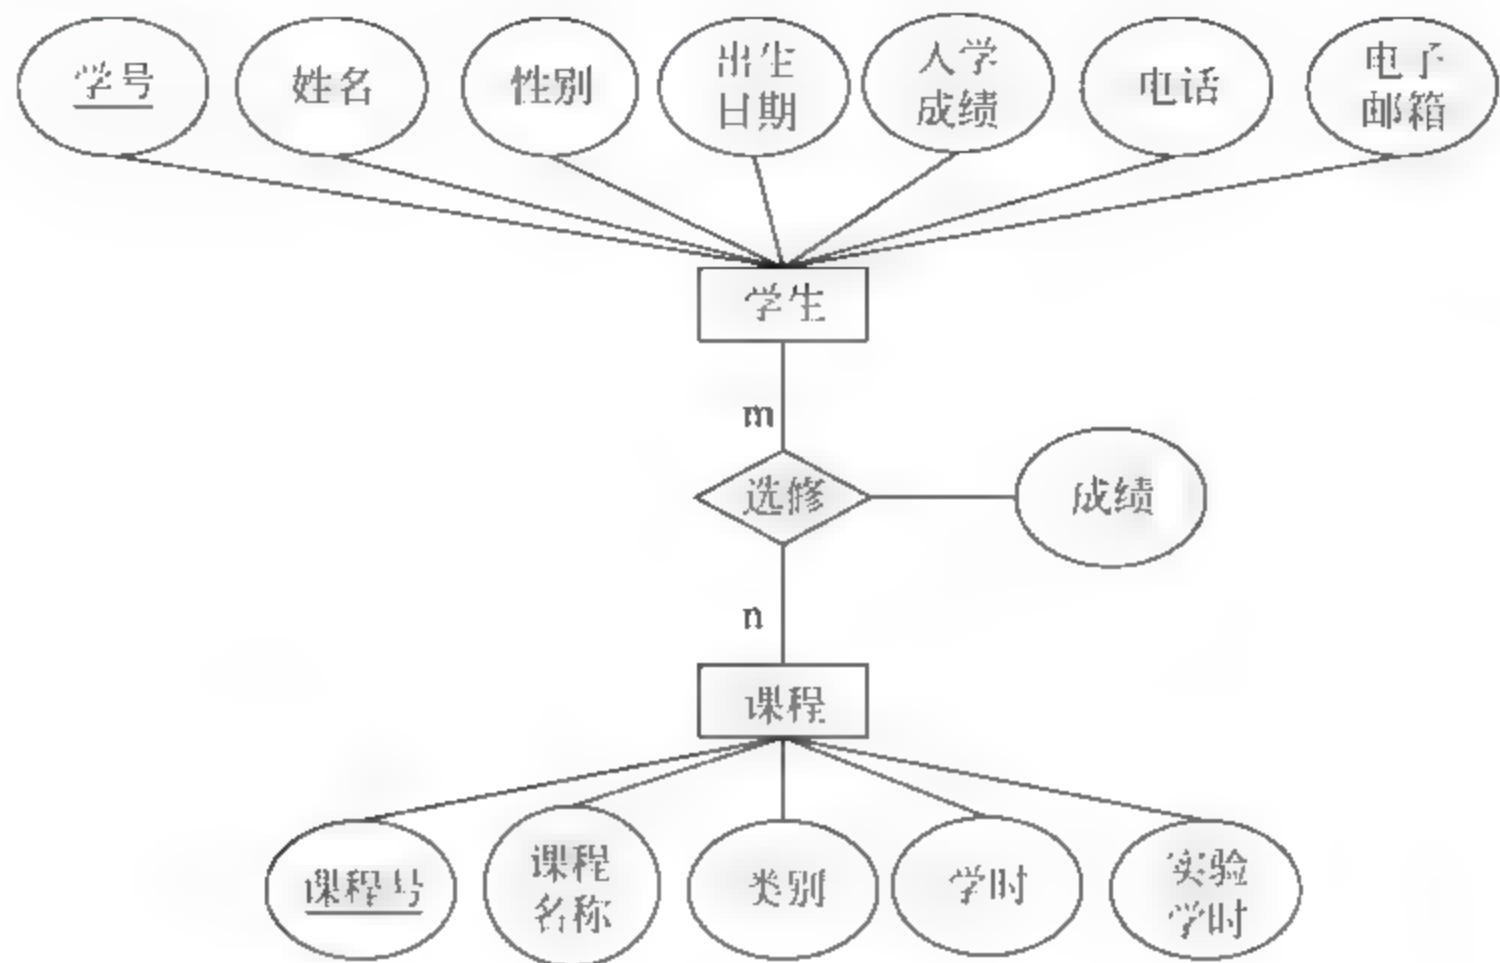 学号
姓名
性别
出生
日期
入学
成绩
电话
电子
邮箱
学生
m
选修
成绩
n
课程
课程号
课程
名称
类别
学时
实验
学时